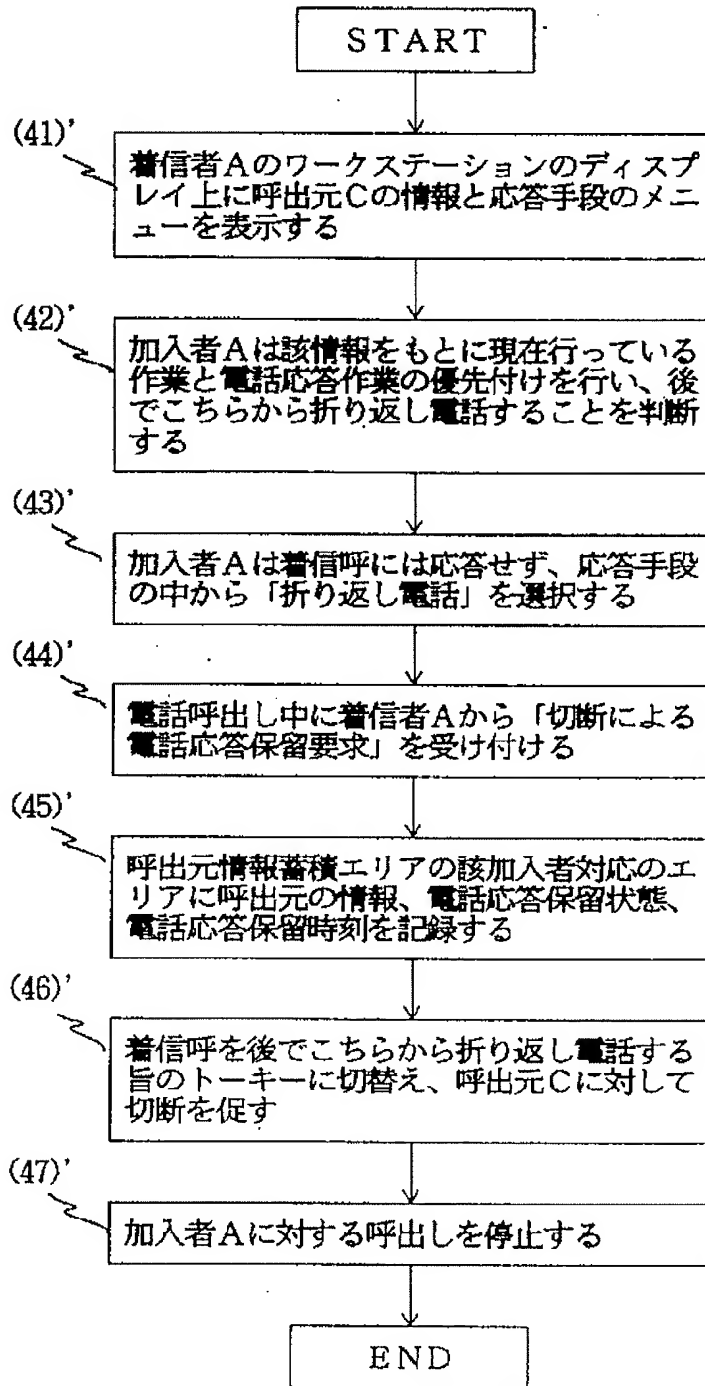 START
(41)'
着信者Aのワークステーションのディスプ
レイ上に呼出元Cの情報と応答手段のメニ
ューを表示する
(42)'
加入者Aは該情報をもとに現在行っている
作業と電話応答作業の優先付けを行い、後
でこちらから折り返し電話することを判断
する
(43)'
加入者Aは着信呼には応答せず、応答手段
の中から「折り返し電話」を選択する
(44)'
電話呼出し中に着信者Aから「切断による
電話応答保留要求」を受け付ける
(45)'
呼出元情報蓄積エリアの該加入者対応のエ
リアに呼出元の情報、電話応答保留状態、
電話応答保留時刻を記録する
(46)'
着信呼を後でこちらから折り返し電話する
旨のトーキーに切替え、呼出元Cに対して
切断を促す
(47)'
加入者Aに対する呼出しを停止する
END